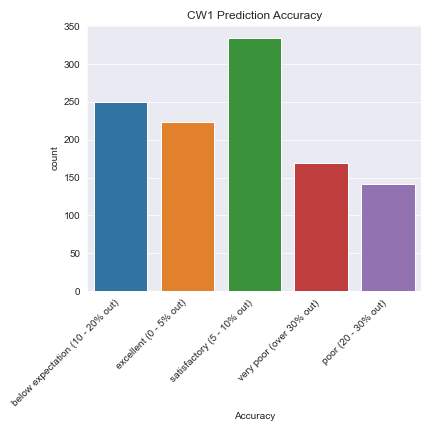 CW1 Prediction Accuracy
350
300
250
200
150
100
50
0
count
below expectation (10 - 20% out)
excellent (0 - 5% out)
satisfactory (5 - 10% out)
very poor (over 30% out)
poor (20 - 30% out)
Accuracy